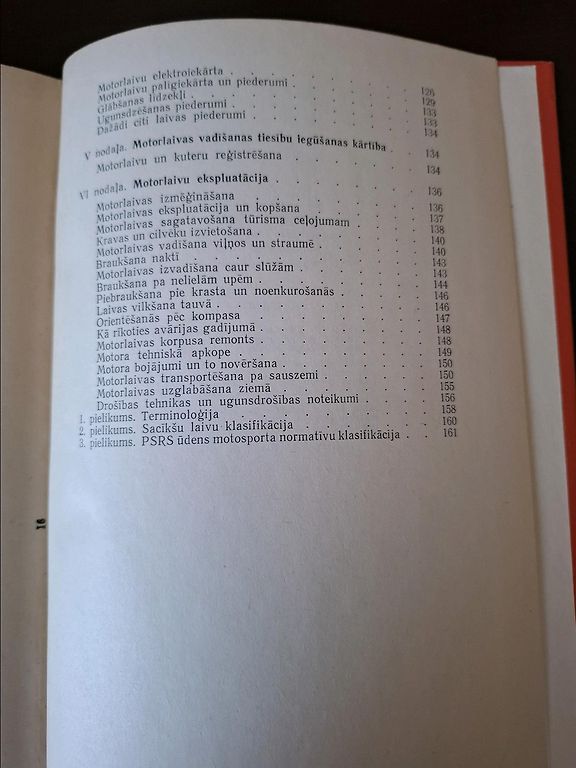 Motorlaivu elektroiekārta . . . . . . . 126
Motorlaivu palīgiekārta un piederumi . . . . . 129
Glābšanas līdzekļi . . . . . . . . 133
Ugunsdzēšanas piederumi . . . . . . . 133
Dažādi citi laivas piederumi . . . . . . 134
V nodaļa. Motorlaivas vadīšanas tiesību iegūšanas kārtība . 134
Motorlaivu un kuteru reģistrēšana . . . . . 134
VI nodaļa. Motorlaivu ekspluatācija . . . . . . 136
Motorlaivas izmēģināšana . . . . . . . 136
Motorlaivas ekspluatācija un kopšana . . . . . 137
Motorlaivas sagatavošana tūrisma ceļojumam . . . 138
Kravas un cilvēku izvietošana . . . . . . 140
Motorlaivas vadīšana viļņos un straumē . . . . 140
Braukšana naktī . . . . . . . . 143
Motorlaivas izvadīšana caur slūžām . . . . . 143
Braukšana pa nelielām upēm . . . . . . 144
Piebraukšana pie krasta un noenkurošanās . . . . 146
Laivas vilkšana tauvā . . . . . . . 146
Orientēšanās pēc kompasa . . . . . . 147
Kā rīkoties avārijas gadījumā . . . . . . 148
Motorlaivas korpusa remonts . . . . . . 148
Motora tehniskā apkope . . . . . . . 149
Motora bojājumi un to novēršana . . . . . 150
Motorlaivas transportēšana pa sauszemi . . . . 150
Motorlaivas uzglabāšana ziemā . . . . . 155
Drošības tehnikas un ugunsdrošības noteikumi . . . 156
1. pielikums. Terminoloģija . . . . . . 158
2. pielikums. Sacīkšu laivu klasifikācija . . . . 160
3. pielikums. PSRS ūdens motosporta normatīvu klasifikācija . . 161
16